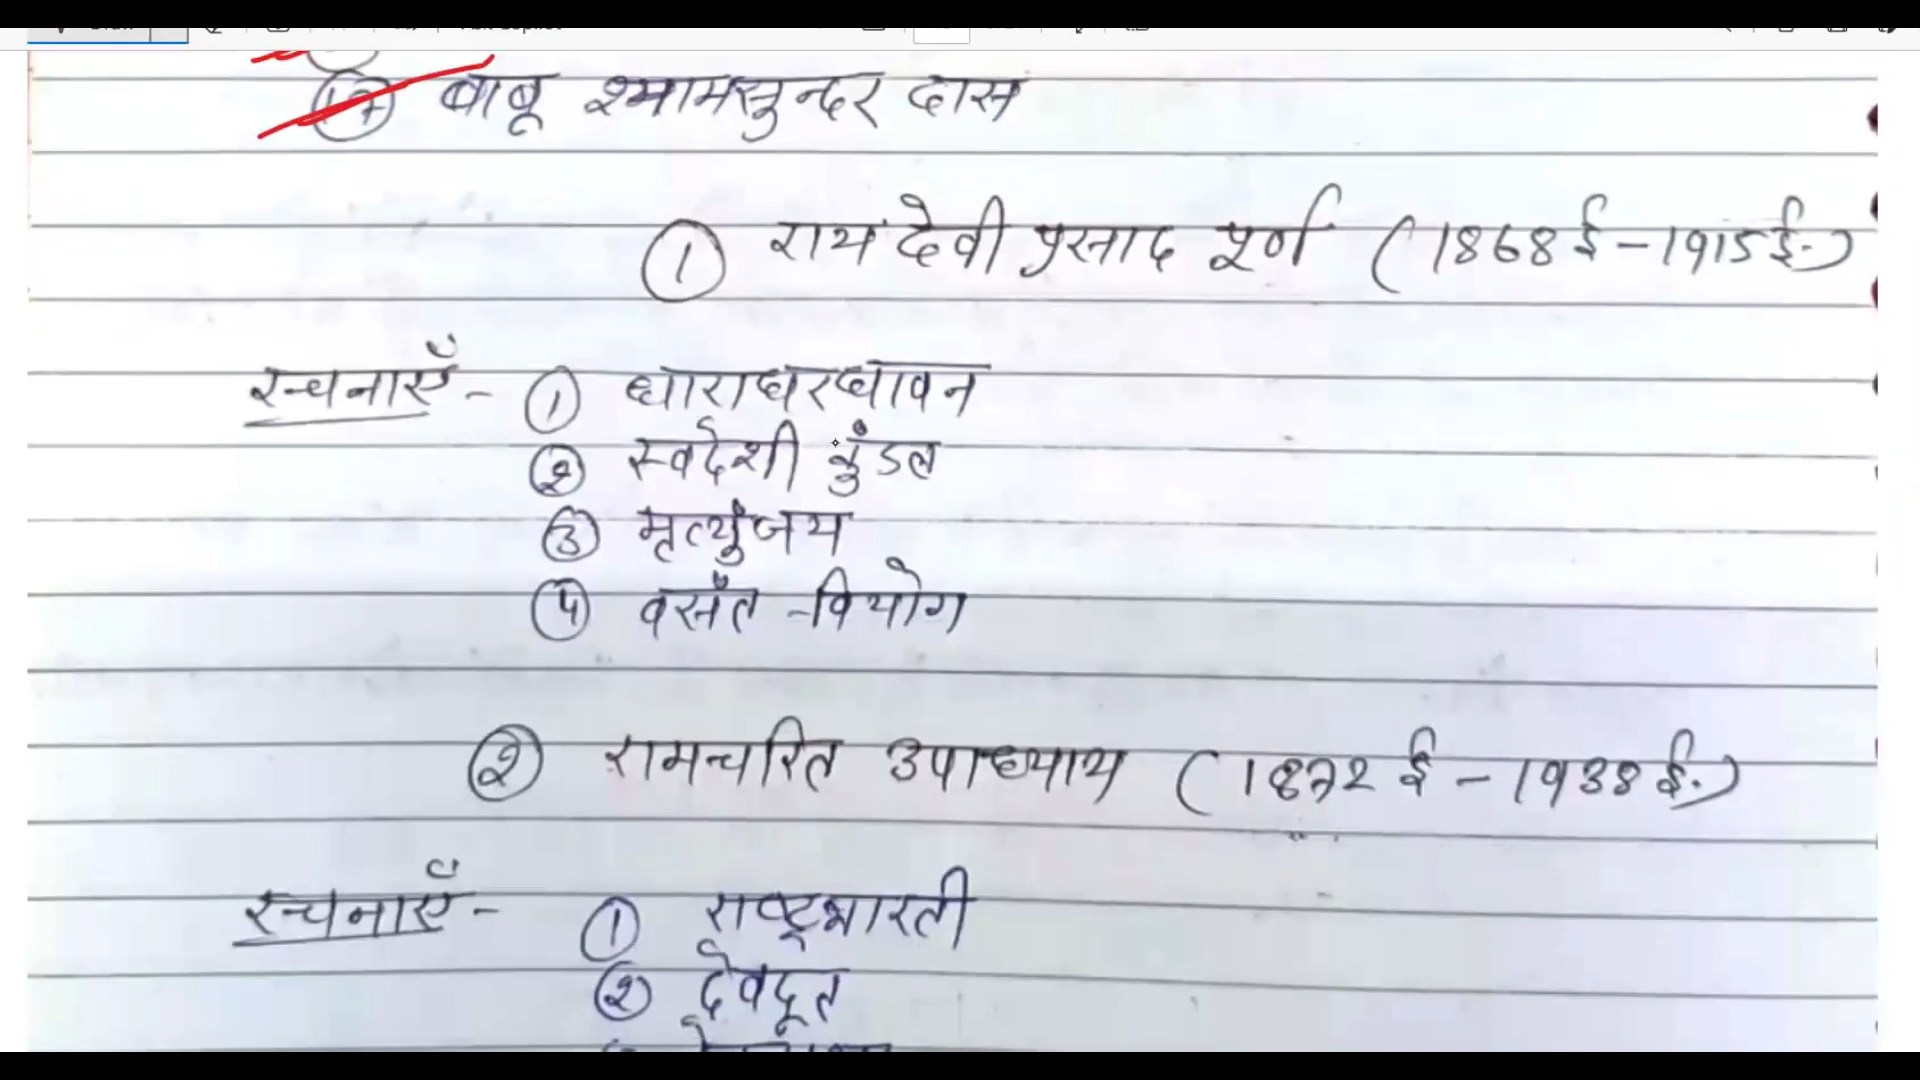 (17) बाबू श्यामसुन्दर दास
① राय देवी प्रसाद पूर्ण (1868 ई - 1915 ई.)
रचनाएँ - ① धाराधरधावन
② स्वदेशी कुंडल
③ मृत्युंजय
④ वसंत -वियोग
② रामचरित उपाध्याय (1872 ई - 1938 ई.)
रचनाएँ - ① राष्ट्रभारती
② देवदूत